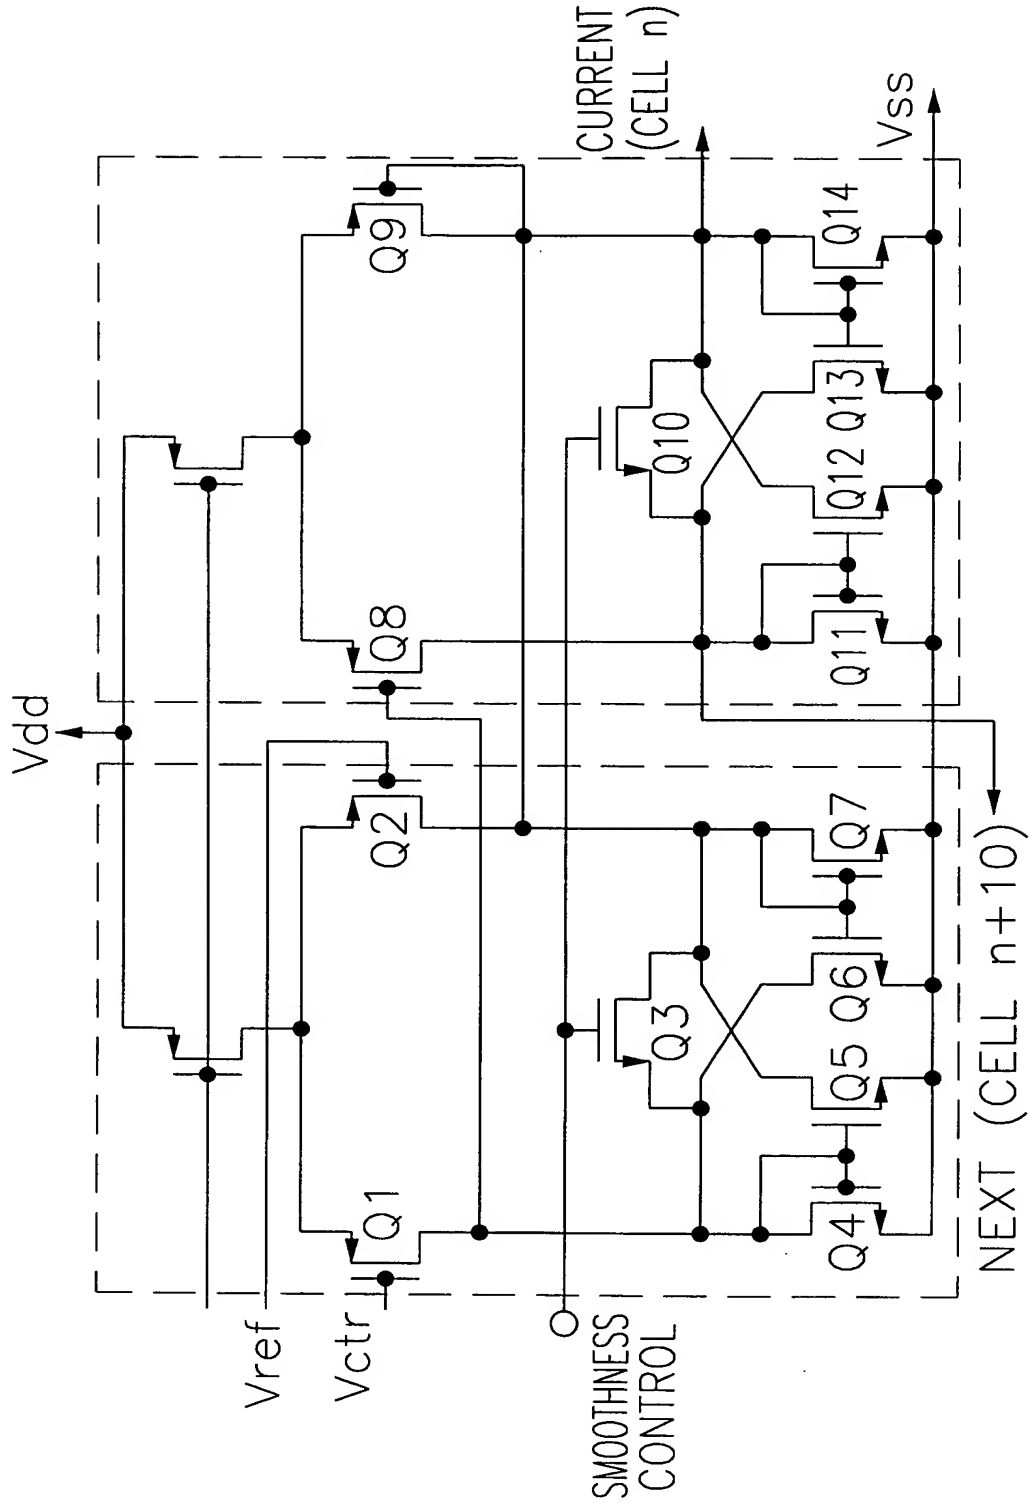 Vdd
Vref
Vctr
SMOOTHNESS
CONTROL
Q1
Q2
Q8
Q9
Q3
Q10
Q4
Q5
Q6
Q7
Q11
Q12
Q13
Q14
CURRENT
(CELL n)
Vss
NEXT (CELL n+10)